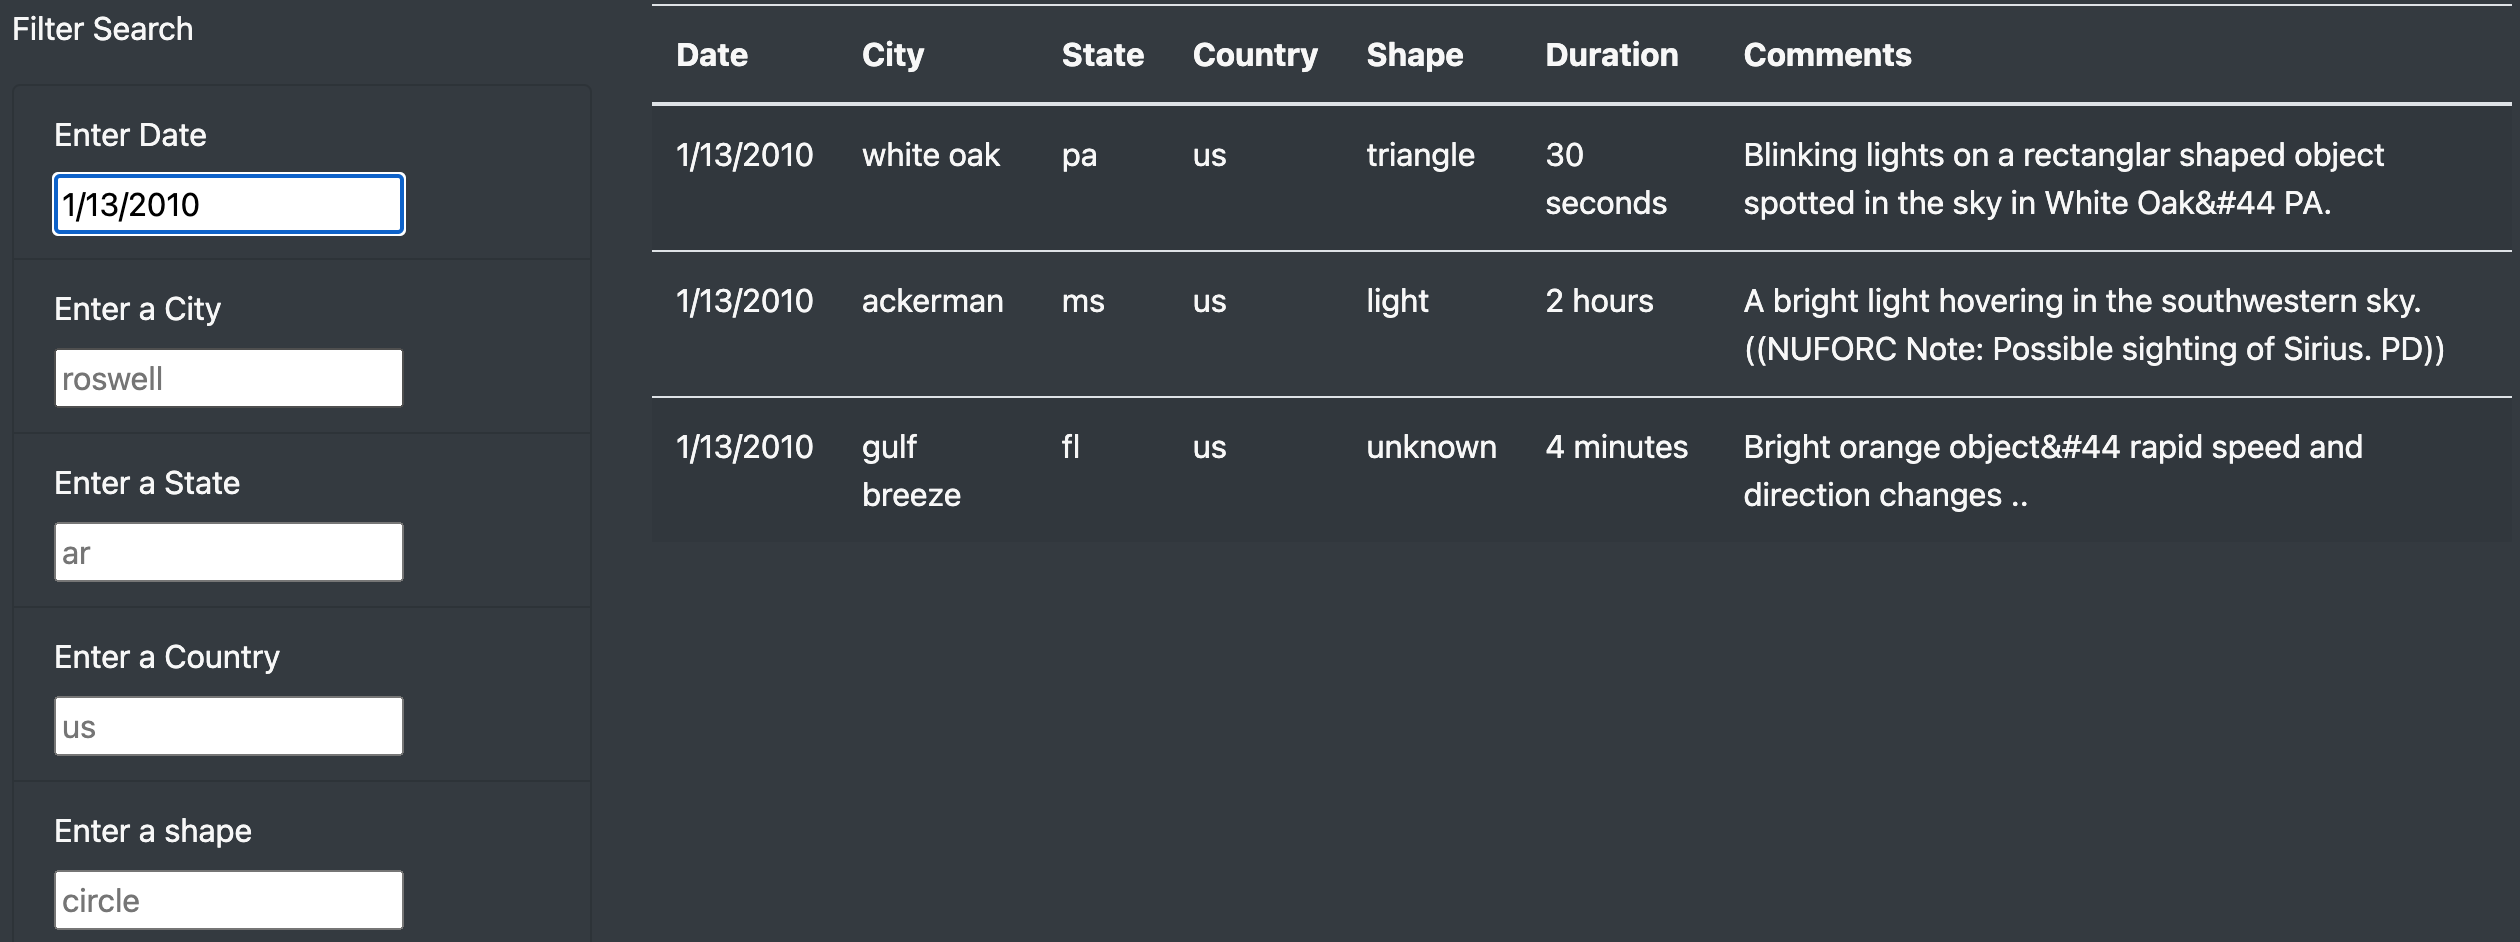 Filter Search
Enter Date
1/13/2010
Enter a City
roswell
Enter a State
ar
Enter a Country
us
Enter a shape
circle
Date City State Country Shape Duration Comments
1/13/2010 white oak pa us triangle 30 Blinking lights on a rectanglar shaped object
seconds spotted in the sky in White Oak&#44 PA.
1/13/2010 ackerman ms us light 2 hours A bright light hovering in the southwestern sky.
((NUFORC Note: Possible sighting of Sirius. PD))
1/13/2010 gulf fl us unknown 4 minutes Bright orange object&#44 rapid speed and
breeze direction changes ..